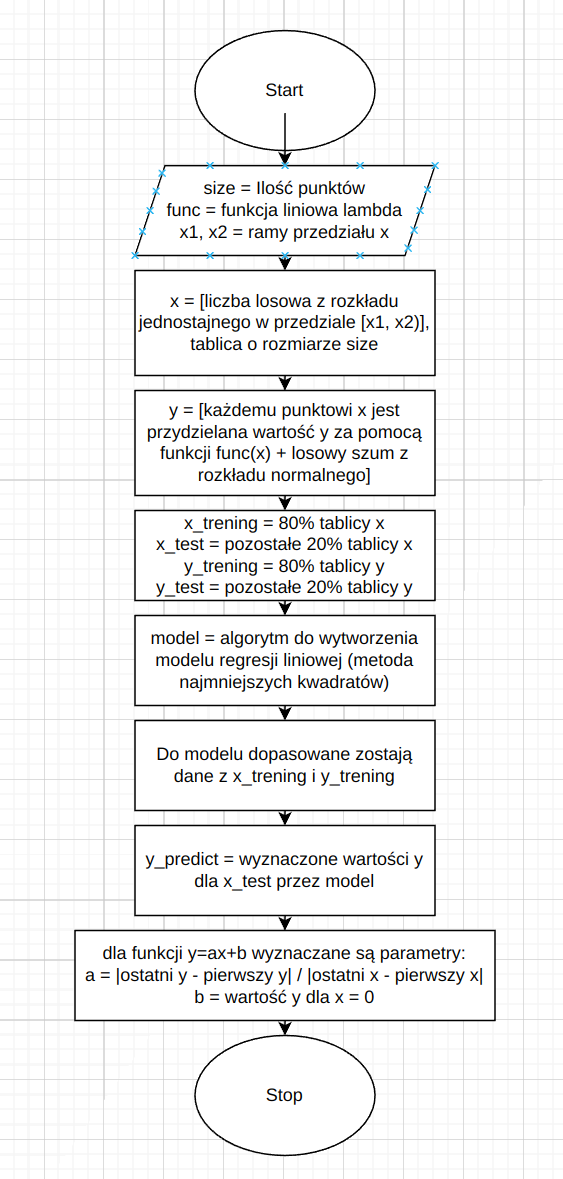 Start
size = Ilość punktów
func = funkcja liniowa lambda
x1, x2 = ramy przedziału x
x = [liczba losowa z rozkładu
jednostajnego w przedziale [x1, x2)],
tablica o rozmiarze size
y = [każdemu punktowi x jest
przydzielana wartość y za pomocą
funkcji func(x) + losowy szum z
rozkładu normalnego]
x_trening = 80% tablicy x
x_test = pozostałe 20% tablicy x
y_trening = 80% tablicy y
y_test = pozostałe 20% tablicy y
model = algorytm do wytworzenia
modelu regresji liniowej (metoda
najmniejszych kwadratów)
Do modelu dopasowane zostają
dane z x_trening i y_trening
y_predict = wyznaczone wartości y
dla x_test przez model
dla funkcji y=ax+b wyznaczane są parametry:
a = |ostatni y - pierwszy y| / |ostatni x - pierwszy x|
b = wartość y dla x = 0
Stop